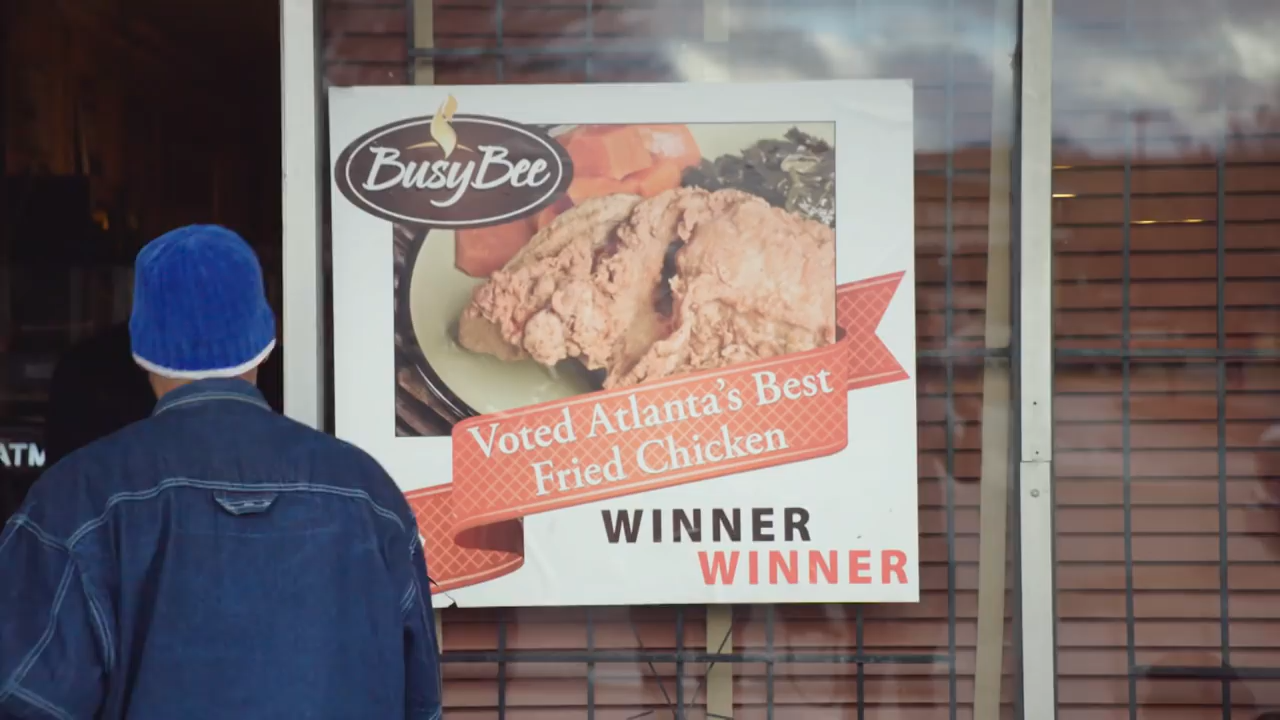 BusyBee
Voted Atlanta's Best
Fried Chicken
WINNER
WINNER
ATM